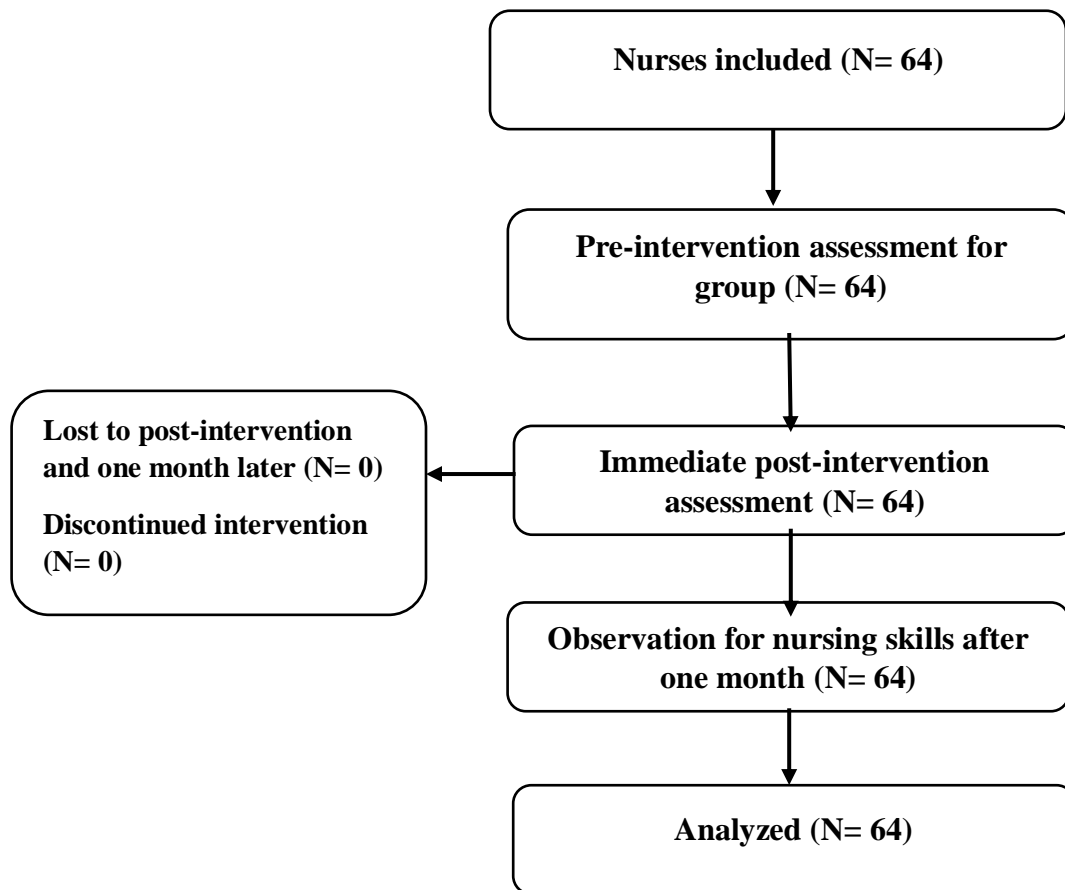 Nurses included (N= 64)
Pre-intervention assessment for
group (N= 64)
Lost to post-intervention
and one month later (N= 0)
Discontinued intervention
(N= 0)
Immediate post-intervention
assessment (N= 64)
Observation for nursing skills after
one month (N= 64)
Analyzed (N= 64)